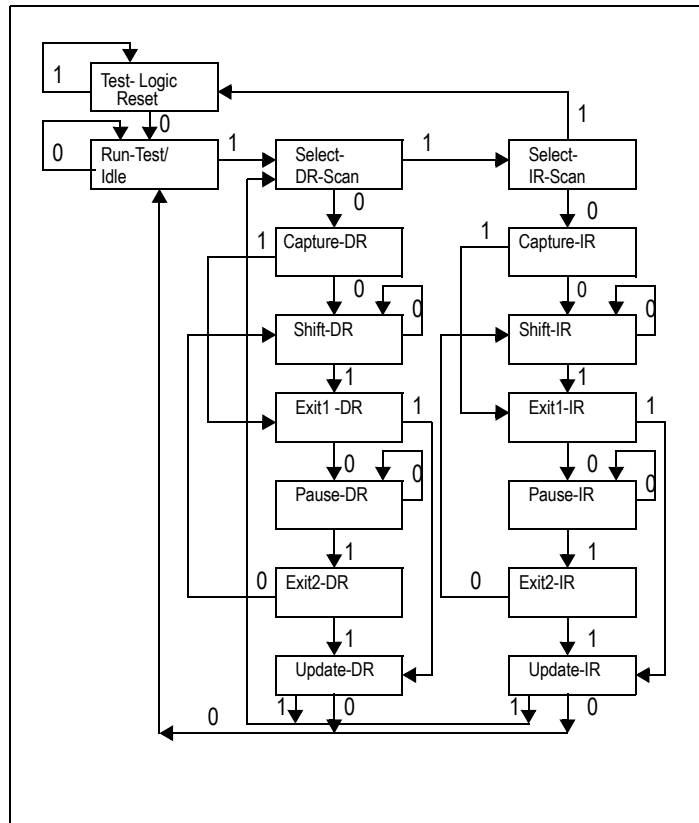 1
Test- Logic
Reset
1
0
0
Run-Test/
Idle
1
Select-
DR-Scan
1
Select-
IR-Scan
0
0
1
Capture-DR
1
Capture-IR
0
0
0
0
Shift-DR
Shift-IR
1
1
Exit1 -DR
1
Exit1-IR
1
0
0
0
0
Pause-DR
Pause-IR
1
1
0
Exit2-DR
0
Exit2-IR
1
1
Update-DR
Update-IR
0
1
0
1
0